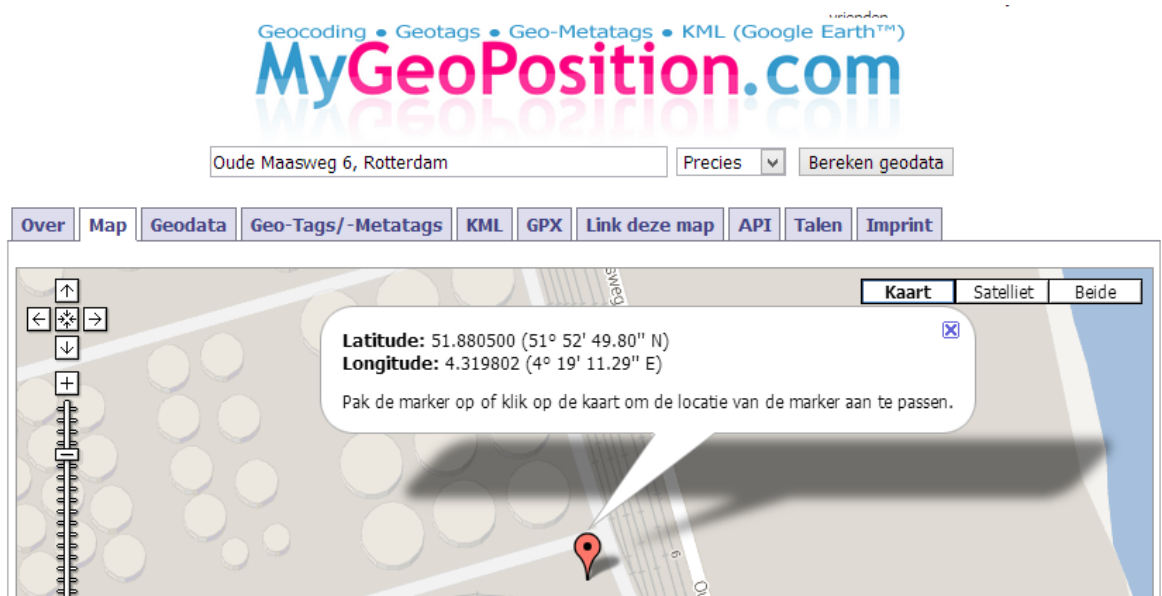 vrienden
Geocoding • Geotags • Geo-Metatags • KML (Google Earth™)
MyGeoPosition.com
Oude Maasweg 6, Rotterdam Precies Bereken geodata
Over Map Geodata Geo-Tags/-Metatags KML GPX Link deze map API Talen Imprint
Kaart Satelliet Beide
sweg
Latitude: 51.880500 (51° 52' 49.80" N)
Longitude: 4.319802 (4° 19' 11.29" E)
Pak de marker op of klik op de kaart om de locatie van de marker aan te passen.
6
Ou